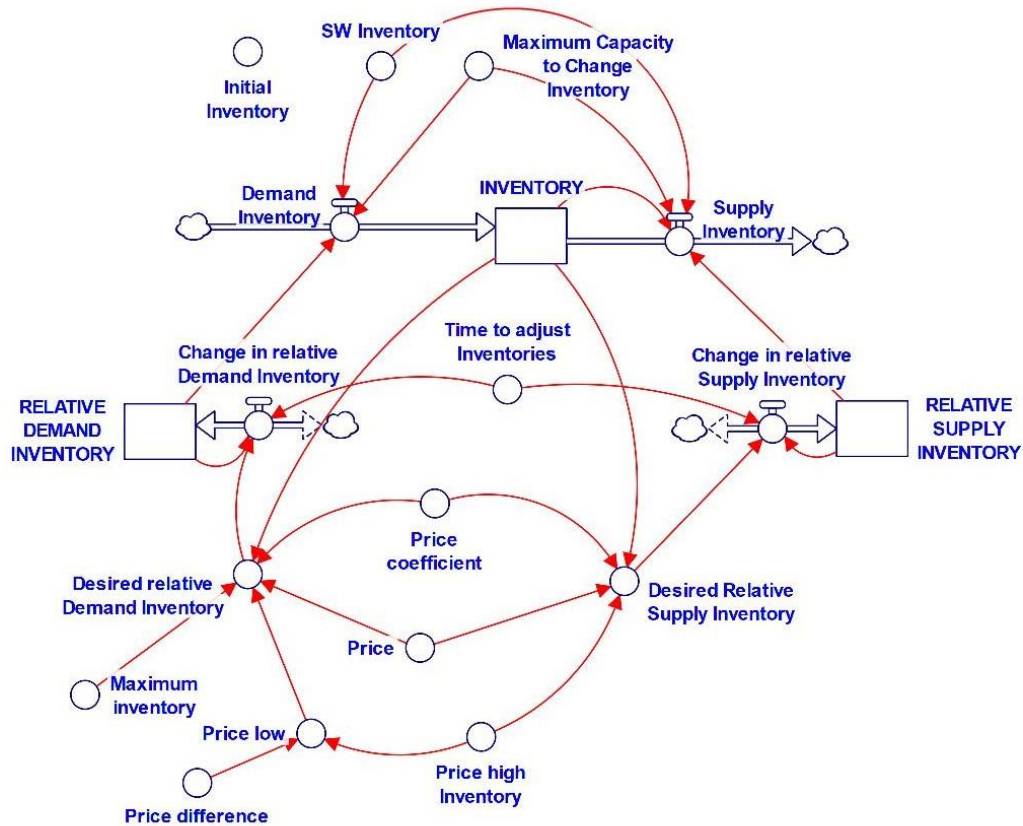 SW Inventory
Maximum Capacity
to Change
Inventory
Initial
Inventory
Demand
Inventory
INVENTORY
Supply
Inventory
Time to adjust
Inventories
Change in relative
Demand Inventory
Change in relative
Supply Inventory
RELATIVE
DEMAND
INVENTORY
RELATIVE
SUPPLY
INVENTORY
Price
coefficient
Desired relative
Demand Inventory
Desired Relative
Supply Inventory
Price
Maximum
inventory
Price low
Price high
Inventory
Price difference